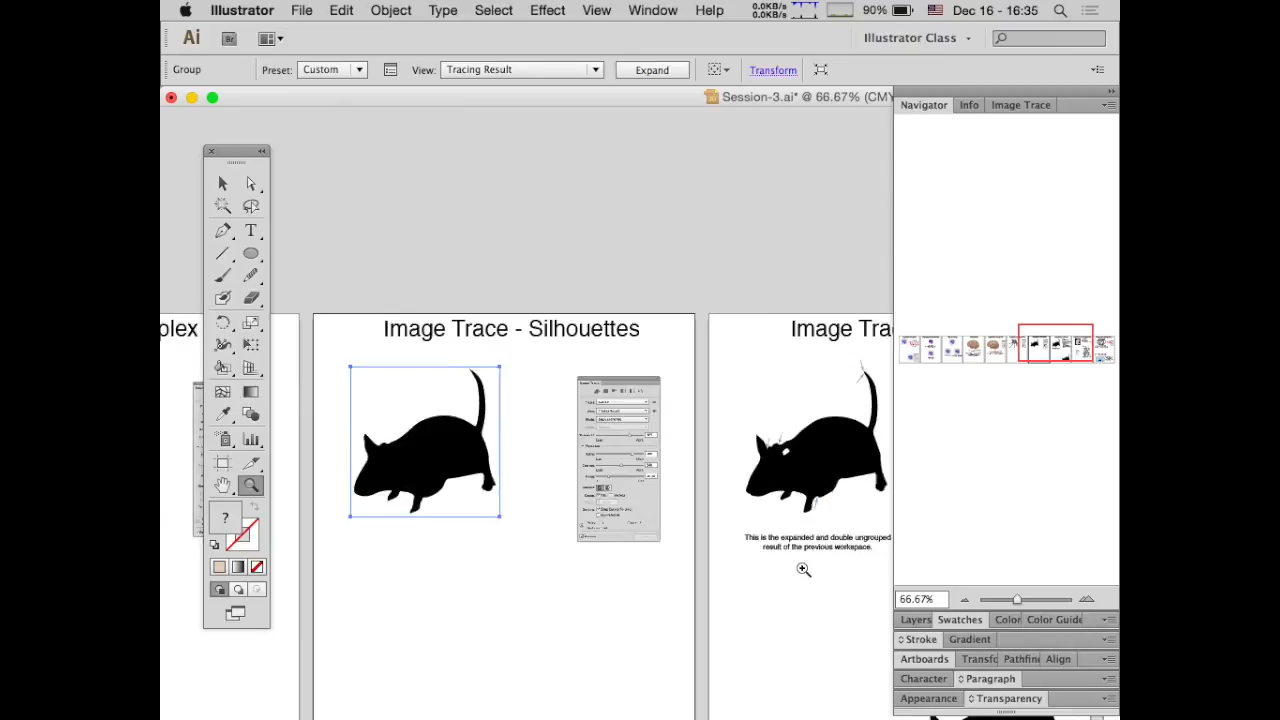 Illustrator File Edit Object Type Select Effect View Window Help 0.0KB/s 0.0KB/s 90% Dec 16 - 16:35
Ai Br Illustrator Class
Group Preset: Custom View: Tracing Result Expand Transform
Session-3.ai* @ 66.67% (CMY
Navigator Info Image Trace
T
plex
Image Trace - Silhouettes
Image Trac
This is the expanded and double ungrouped
result of the previous workspace.
?
66.67%
Layers Swatches Color Color Guide
Stroke Gradient
Artboards Transfo Pathfin Align
Character Paragraph
Appearance Transparency